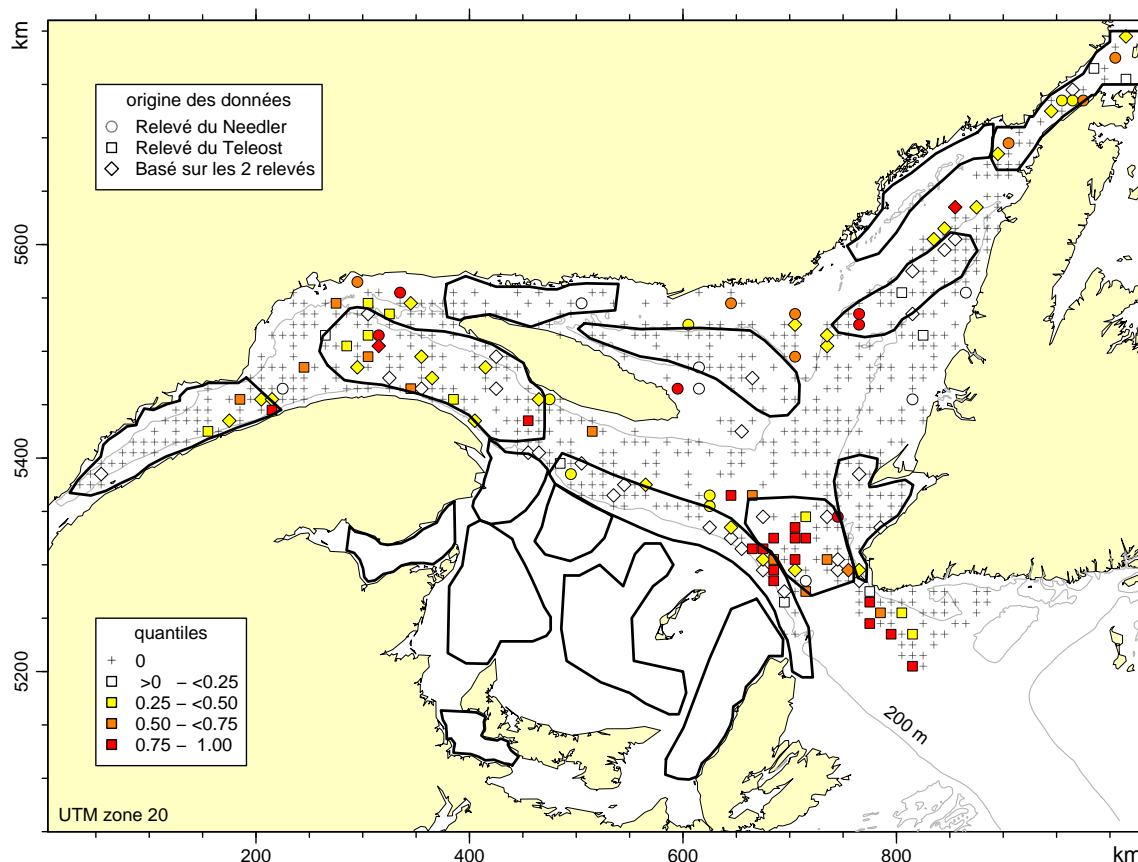 km
origine des données
Relevé du Needler
Relevé du Teleost
Basé sur les 2 relevés
5600
5400
5200
quantiles
0
>0 – <0.25
0.25 – <0.50
0.50 – <0.75
0.75 – 1.00
200 m
UTM zone 20
200
400
600
800
km